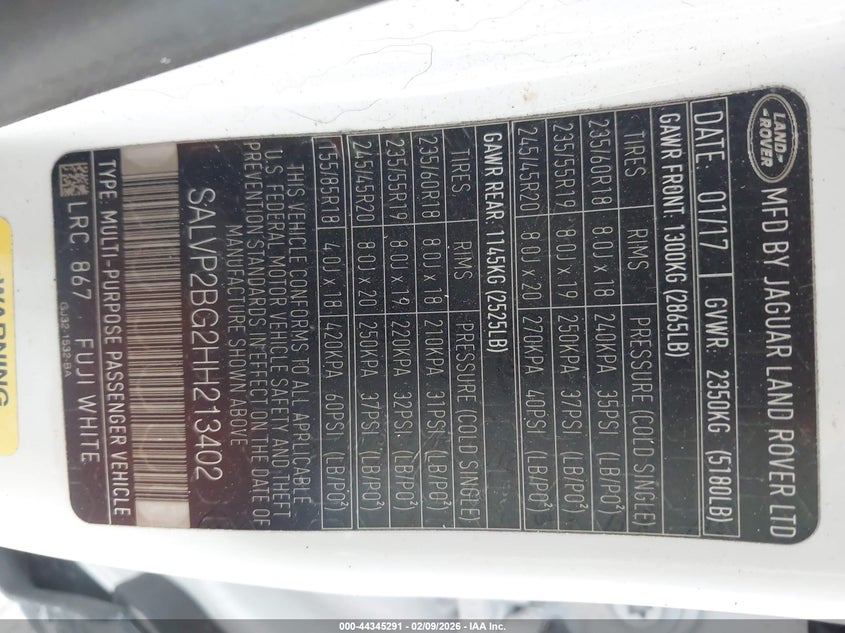 LAND
-ROVER
MFD BY JAGUAR LAND ROVER LTD
DATE: 01/17 GVWR: 2350KG (5180LB)
GAWR FRONT: 1300KG (2865LB)
TIRES RIMS PRESSURE (COLD SINGLE)
235/60R18 8.0J x 18 240KPA 35PSI (LB/PO²)
235/55R19 8.0J x 19 250KPA 37PSI (LB/PO²)
245/45R20 8.0J x 20 270KPA 40PSI (LB/PO²)
GAWR REAR: 1145KG (2525LB)
TIRES RIMS PRESSURE (COLD SINGLE)
235/60R18 8.0J x 18 210KPA 31PSI (LB/PO²)
235/55R19 8.0J x 19 220KPA 32PSI (LB/PO²)
245/45R20 8.0J x 20 250KPA 37PSI (LB/PO²)
155/85R18 4.0J x 18 420KPA 60PSI (LB/PO²)
THIS VEHICLE CONFORMS TO ALL APPLICABLE
U.S FEDERAL MOTOR VEHICLE SAFETY AND THEFT
PREVENTION STANDARDS IN EFFECT ON THE DATE OF
MANUFACTURE SHOWN ABOVE
SALVP2BG2HH213402
TYPE: MULTI-PURPOSE PASSENGER VEHICLE
LRC 867 FUJI WHITE
GJ32-1532-BA
WARNING
000-44345291 - 02/09/2026 - IAA Inc.